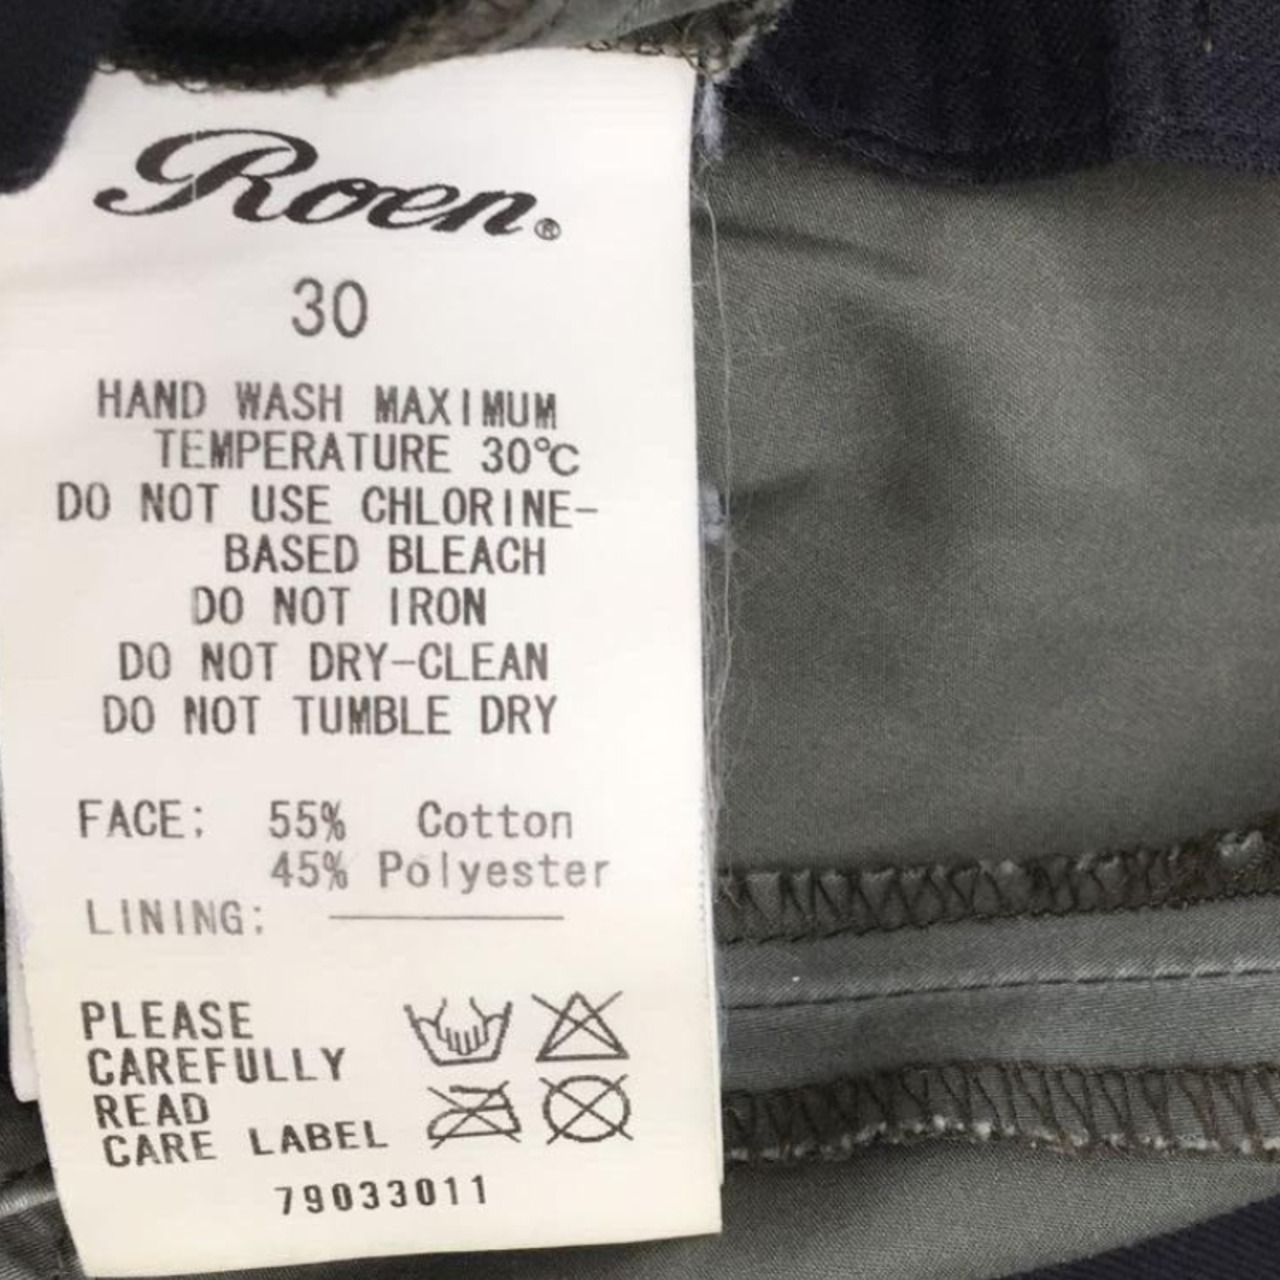 Roen®
30
HAND WASH MAXIMUM
TEMPERATURE 30℃
DO NOT USE CHLORINE-
BASED BLEACH
DO NOT IRON
DO NOT DRY-CLEAN
DO NOT TUMBLE DRY
FACE: 55% Cotton
45% Polyester
LINING: ————
PLEASE
CAREFULLY
READ
CARE LABEL
79033011